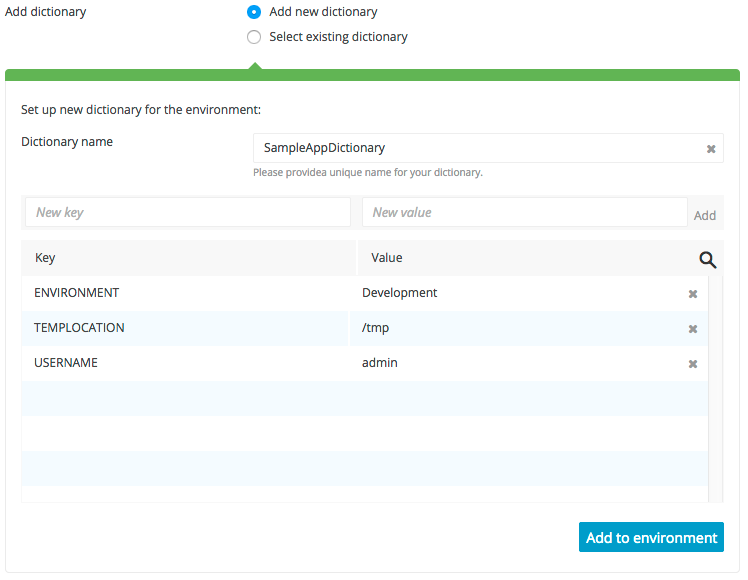 Add dictionary
Add new dictionary
Select existing dictionary
Set up new dictionary for the environment:
Dictionary name
SampleAppDictionary
Please providea unique name for your dictionary.
New key New value Add
Key Value
ENVIRONMENT Development
TEMPLOCATION /tmp
USERNAME admin
Add to environment